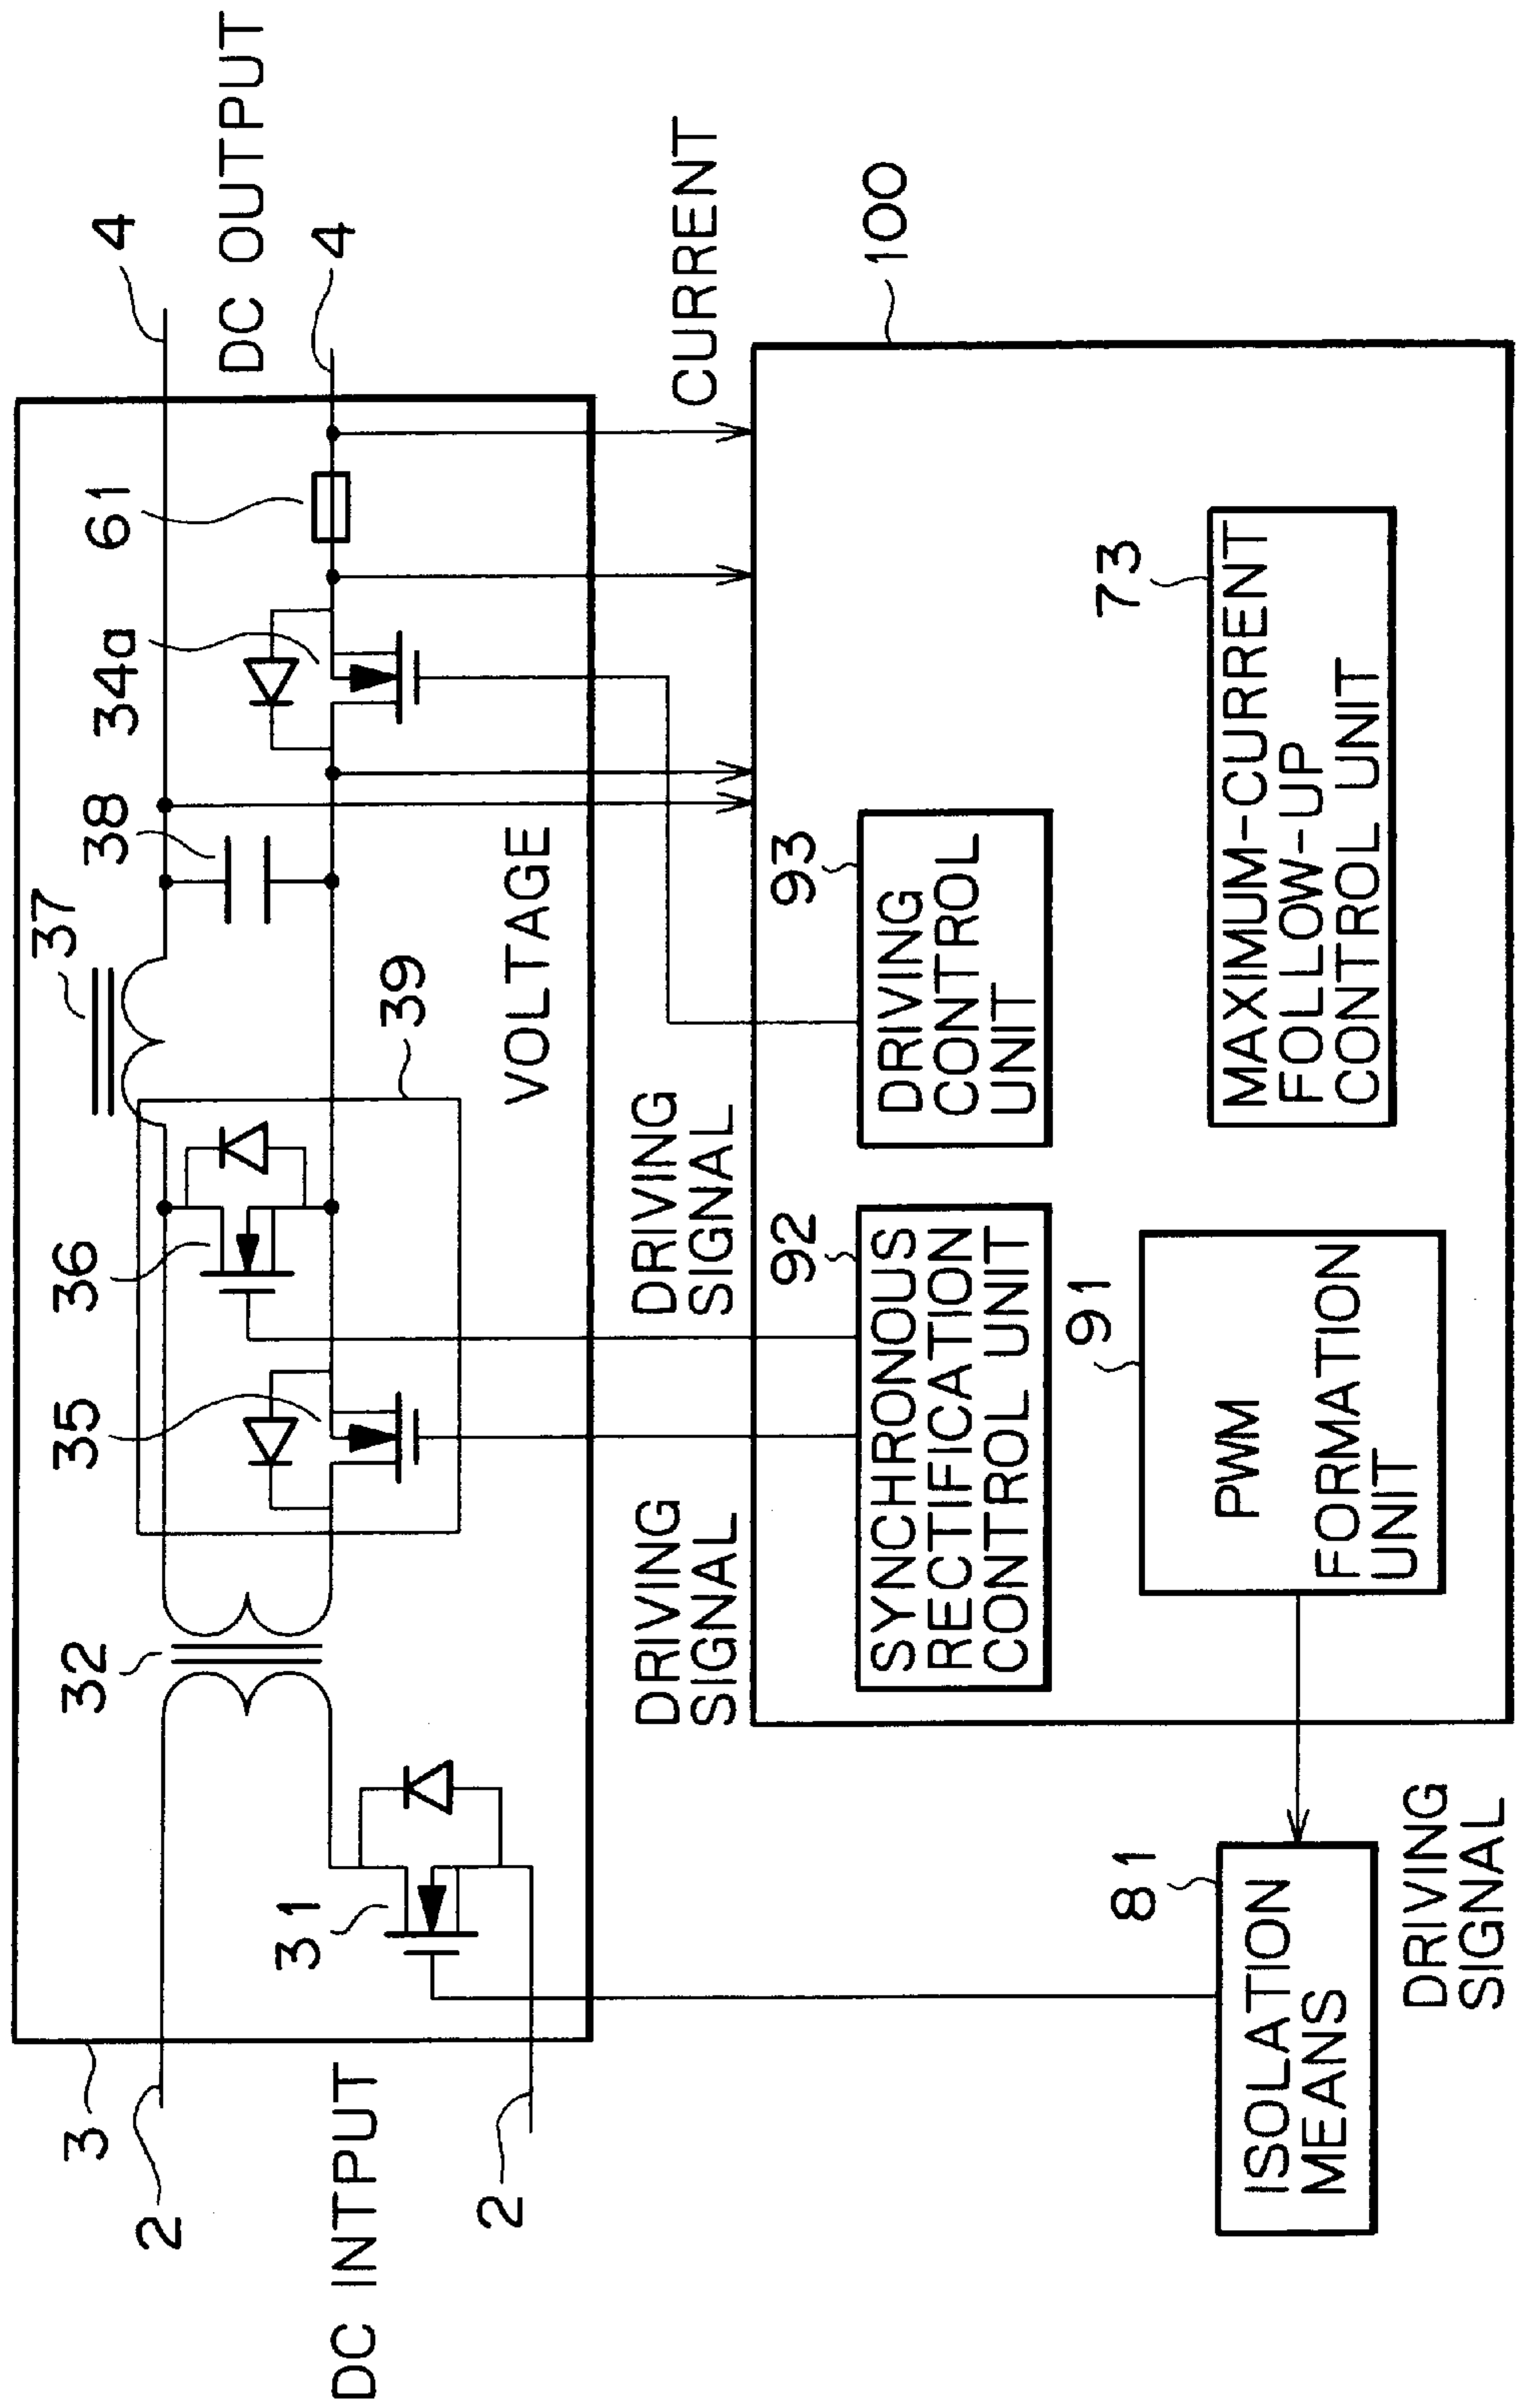 3
2
2
DC INTPUT
31
32
35
36
39
37
38
34a
61
4
4
DC OUTPUT
VOLTAGE
CURRENT
DRIVING
SIGNAL
DRIVING
SIGNAL
100
92
SYNCHRONOUS
RECTIFICATION
CONTROL UNIT
93
DRIVING
CONTROL
UNIT
91
PWM
FORMATION
UNIT
73
MAXIMUM-CURRENT
FOLLOW-UP
CONTROL UNIT
81
ISOLATION
MEANS
DRIVING
SIGNAL